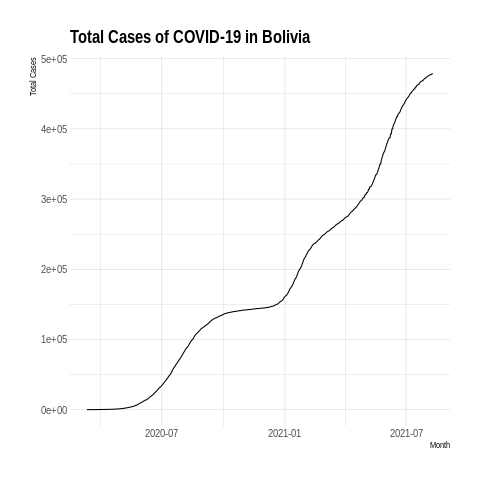 Total Cases of COVID-19 in Bolivia
Total Cases
5e+05
4e+05
3e+05
2e+05
1e+05
0e+00
2020-07
2021-01
2021-07
Month